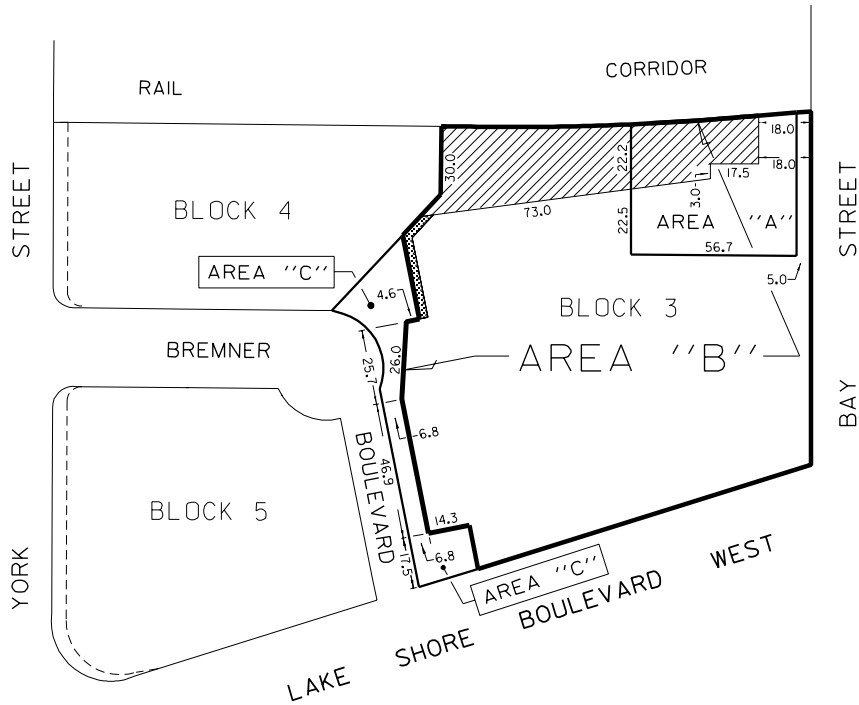 RAIL
CORRIDOR
STREET
BLOCK 4
30.0
22.2
18.0
18.0
17.5
3.0
STREET
73.0
22.5
AREA "A"
56.7
AREA "C"
4.6
5.0
BLOCK 3
BREMNER
25.7
26.0
AREA "B"
BAY
6.8
BOULEVARD
46.9
BLOCK 5
14.3
6.8
17.5
AREA "C"
YORK
LAKE SHORE BOULEVARD WEST